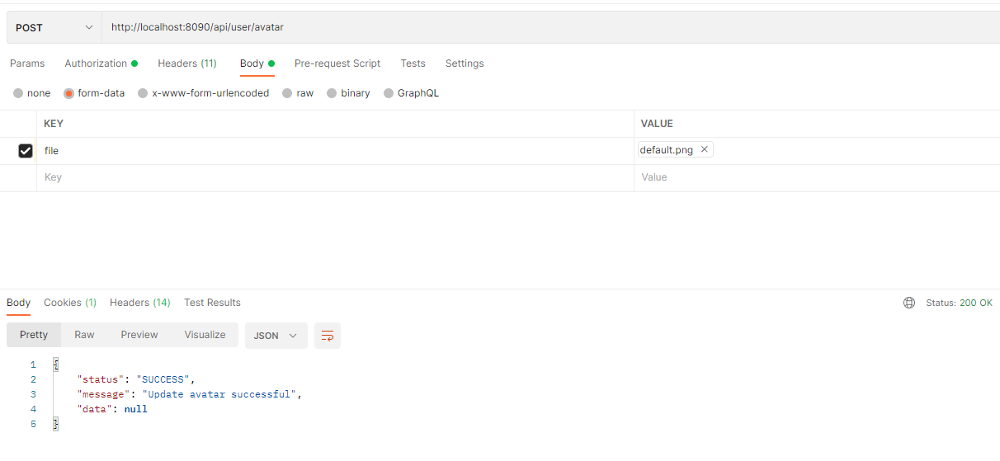 POST http://localhost:8090/api/user/avatar
Params Authorization Headers (11) Body Pre-request Script Tests Settings
none form-data x-www-form-urlencoded raw binary GraphQL
KEY VALUE
file default.png
Key Value
Body Cookies (1) Headers (14) Test Results Status: 200 OK
Pretty Raw Preview Visualize JSON
1 {
2 "status": "SUCCESS",
3 "message": "Update avatar successful",
4 "data": null
5 }